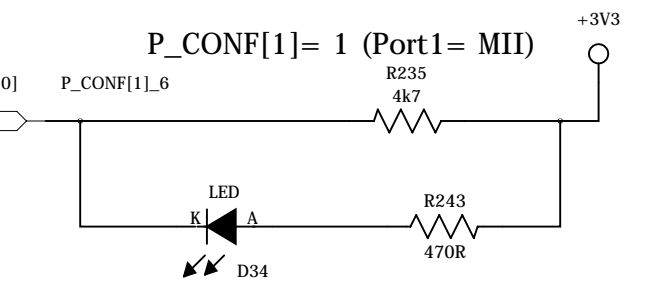 +3V3
P_CONF[1]= 1 (Port1= MII)
R235
0]
P_CONF[1]_6
4k7
LED
R243
K
A
470R
D34